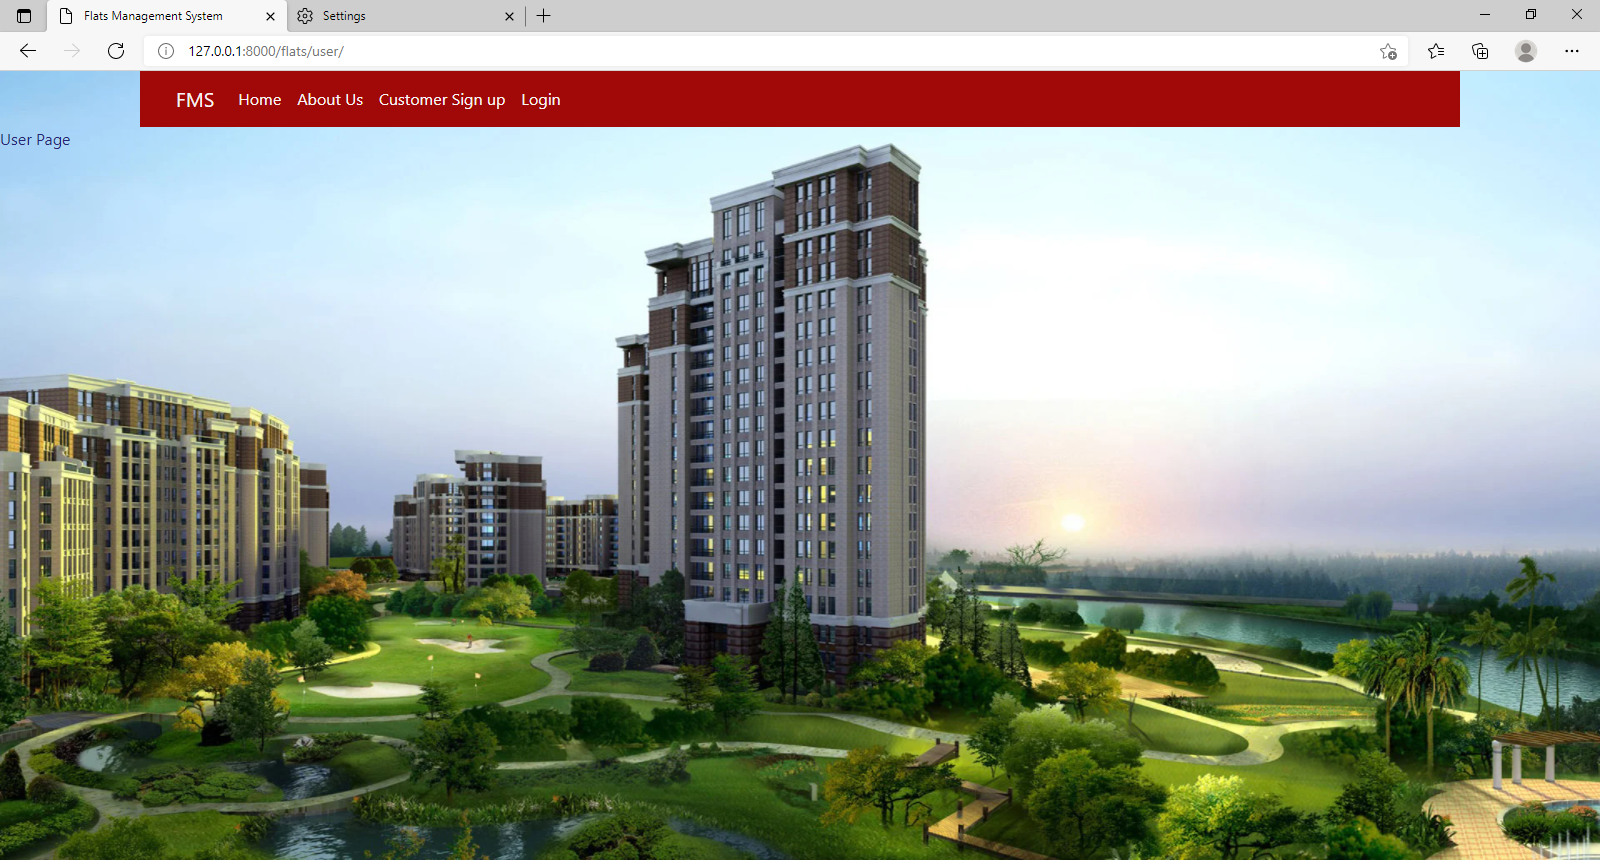 Flats Management System
Settings
127.0.0.1:8000/flats/user/
FMS Home About Us Customer Sign up Login
User Page